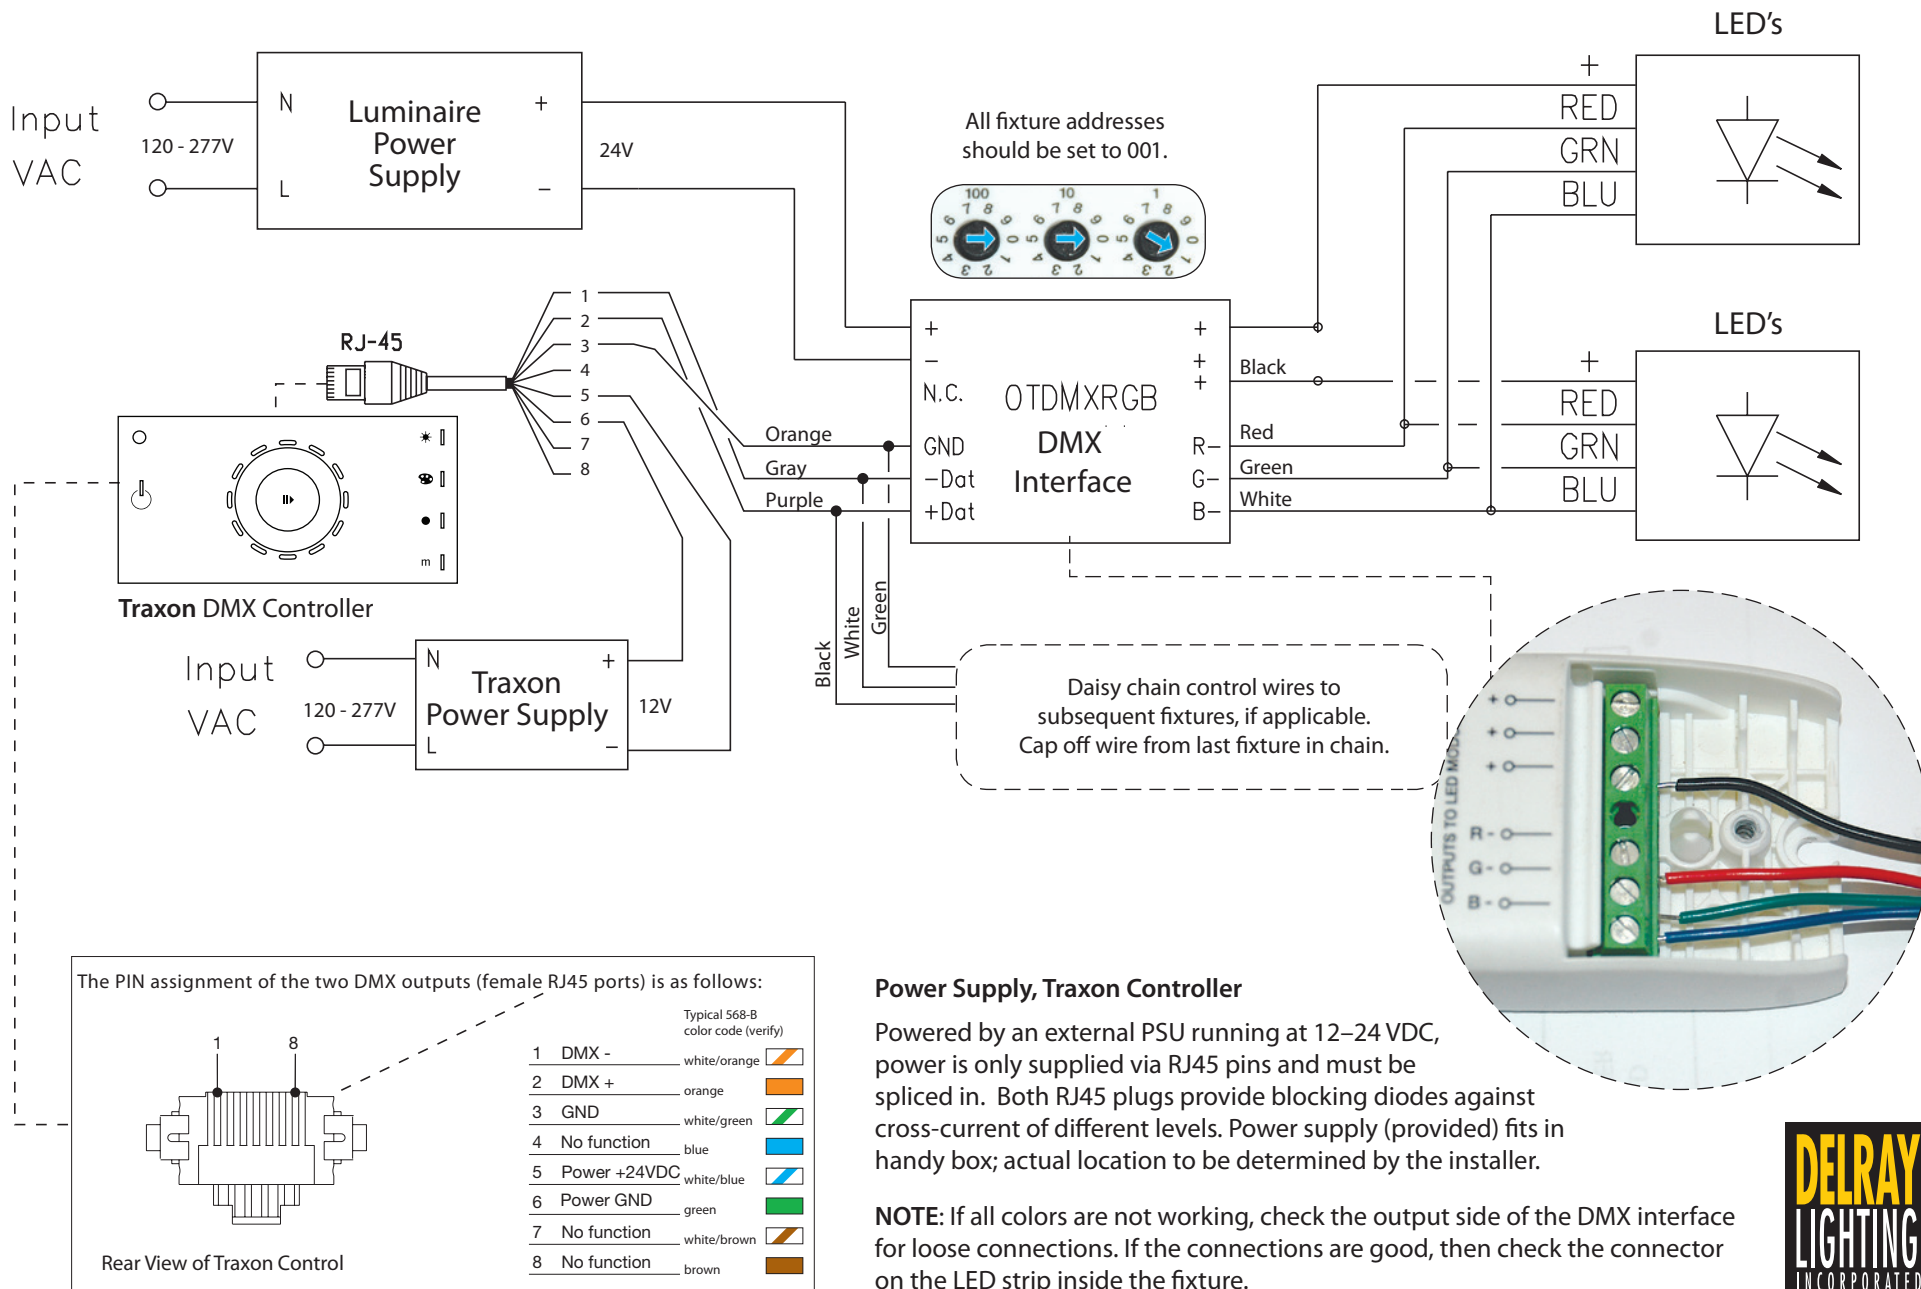 LED's
Input
VAC
120 - 277V
N
L
Luminaire
Power
Supply
+
−
24V
All fixture addresses
should be set to 001.
100 10 1
+
RED
GRN
BLU
LED's
+
RED
GRN
BLU
RJ-45
1
2
3
4
5
6
7
8
Orange
Gray
Purple
+
−
N.C.
GND
−Dat
+Dat
OTDMXRGB
DMX
Interface
+
+
+
R−
G−
B−
Black
Red
Green
White
m
Traxon DMX Controller
Input
VAC
120 - 277V
N
L
Traxon
Power Supply
+
−
12V
Black
White
Green
Daisy chain control wires to
subsequent fixtures, if applicable.
Cap off wire from last fixture in chain.
OUTPUTS TO LED
+
+
+
R -
G -
B -
The PIN assignment of the two DMX outputs (female RJ45 ports) is as follows:
Typical 568-B
color code (verify)
1 8
1 DMX - white/orange
2 DMX + orange
3 GND white/green
4 No function blue
5 Power +24VDC white/blue
6 Power GND green
7 No function white/brown
8 No function brown
Rear View of Traxon Control
Power Supply, Traxon Controller
Powered by an external PSU running at 12–24 VDC,
power is only supplied via RJ45 pins and must be
spliced in. Both RJ45 plugs provide blocking diodes against
cross-current of different levels. Power supply (provided) fits in
handy box; actual location to be determined by the installer.
NOTE: If all colors are not working, check the output side of the DMX interface
for loose connections. If the connections are good, then check the connector
on the LED strip inside the fixture.
DELRAY
LIGHTING
INCORPORATED